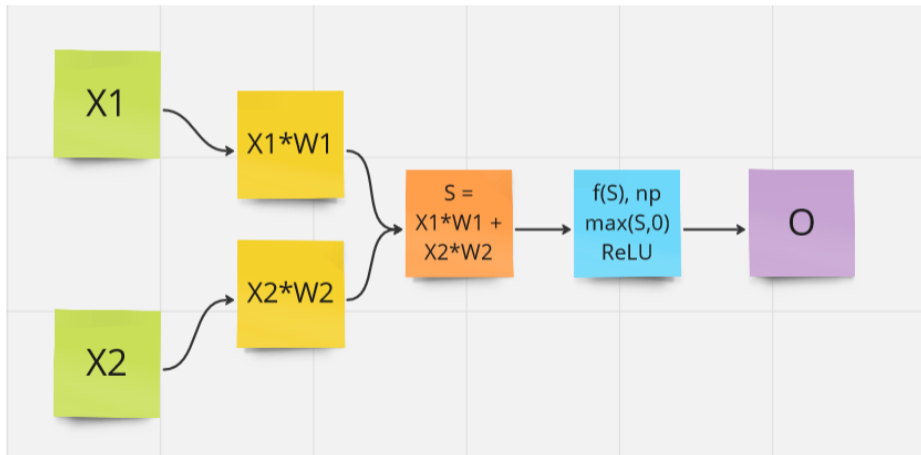 X1
X1*W1
X2*W2
X2
S =
X1*W1 +
X2*W2
f(S), np
max(S,0)
ReLU
O